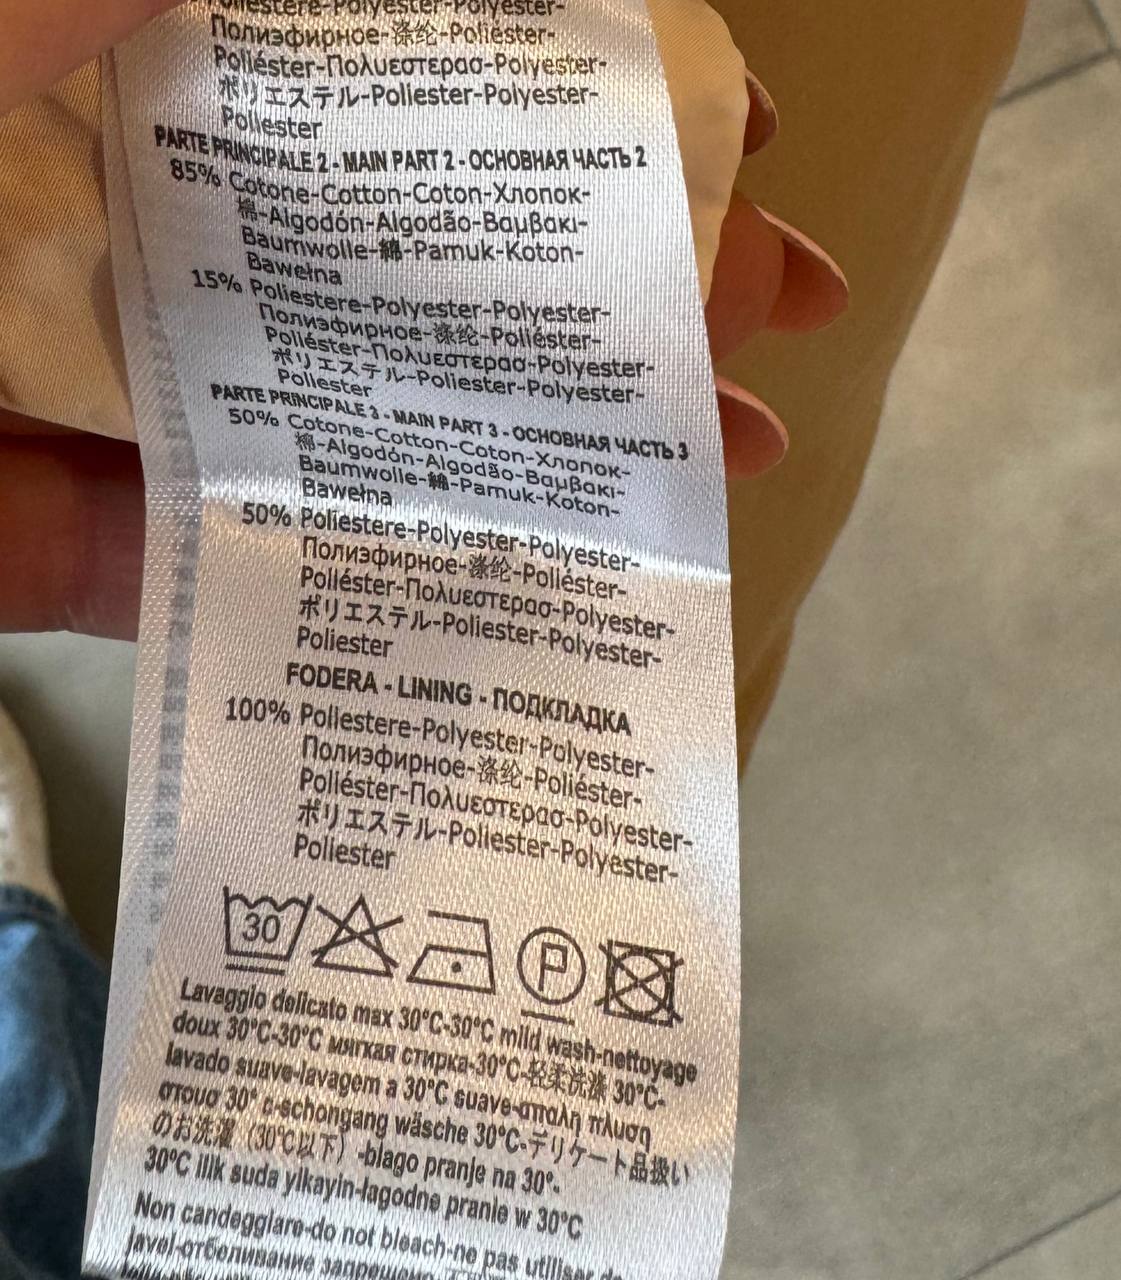 Poliestere-Polyester-Polyester-
Полиэфирное-涤纶-Poliéster-
Poliéster-Πολυεστερασ-Polyester-
ポリエステル-Poliester-Polyester-
Poliester
PARTE PRINCIPALE 2 - MAIN PART 2 - ОСНОВНАЯ ЧАСТЬ 2
85% Cotone-Cotton-Coton-Хлопок-
棉-Algodón-Algodão-Βαμβακι-
Baumwolle-綿-Pamuk-Koton-
Bawełna
15% Poliestere-Polyester-Polyester-
Полиэфирное-涤纶-Poliéster-
Poliéster-Πολυεστερασ-Polyester-
ポリエステル-Poliester-Polyester-
Poliester
PARTE PRINCIPALE 3 - MAIN PART 3 - ОСНОВНАЯ ЧАСТЬ 3
50% Cotone-Cotton-Coton-Хлопок-
棉-Algodón-Algodão-Βαμβακι-
Baumwolle-綿-Pamuk-Koton-
Bawełna
50% Poliestere-Polyester-Polyester-
Полиэфирное-涤纶-Poliéster-
Poliéster-Πολυεστερασ-Polyester-
ポリエステル-Poliester-Polyester-
Poliester
FODERA - LINING - ПОДКЛАДКА
100% Poliestere-Polyester-Polyester-
Полиэфирное-涤纶-Poliéster-
Poliéster-Πολυεστερασ-Polyester-
ポリエステル-Poliester-Polyester-
Poliester
30 P
Lavaggio delicato max 30°C-30°C mild wash-nettoyage
doux 30°C-30°C мягкая стирка-30°C-轻柔洗涤 30°C-
lavado suave-lavagem a 30°C suave-απαλη πλυση
στουσ 30° c-schongang wäsche 30°C-デリケート品扱い
のお洗濯（30℃以下）-blago pranje na 30°.
30°C ilik suda yikayin-łagodne pranie w 30°C
Non candeggiare-do not bleach-ne pas utiliser de
javel-отбеливание запрещено